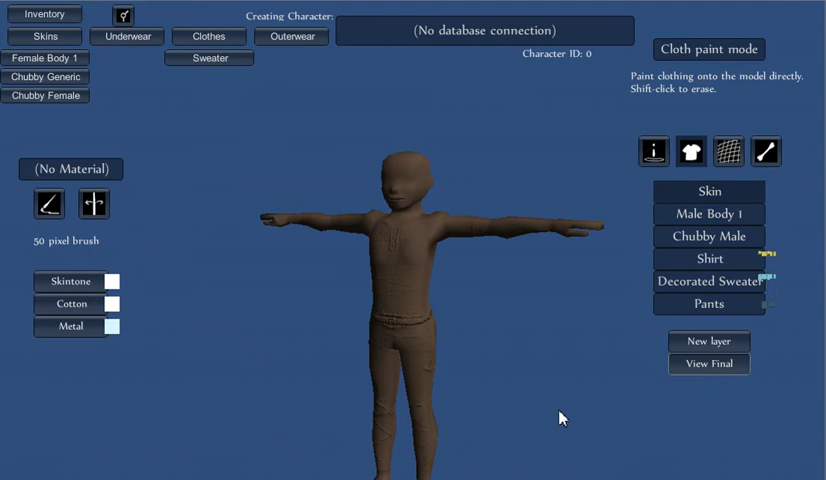 Inventory
Creating Character:
(No database connection)
Skins
Underwear
Clothes
Outerwear
Character ID: 0
Cloth paint mode
Female Body 1
Sweater
Chubby Generic
Chubby Female
Paint clothing onto the model directly.
Shift-click to erase.
(No Material)
50 pixel brush
Skintone
Cotton
Metal
Skin
Male Body 1
Chubby Male
Shirt
Decorated Sweater
Pants
New layer
View Final